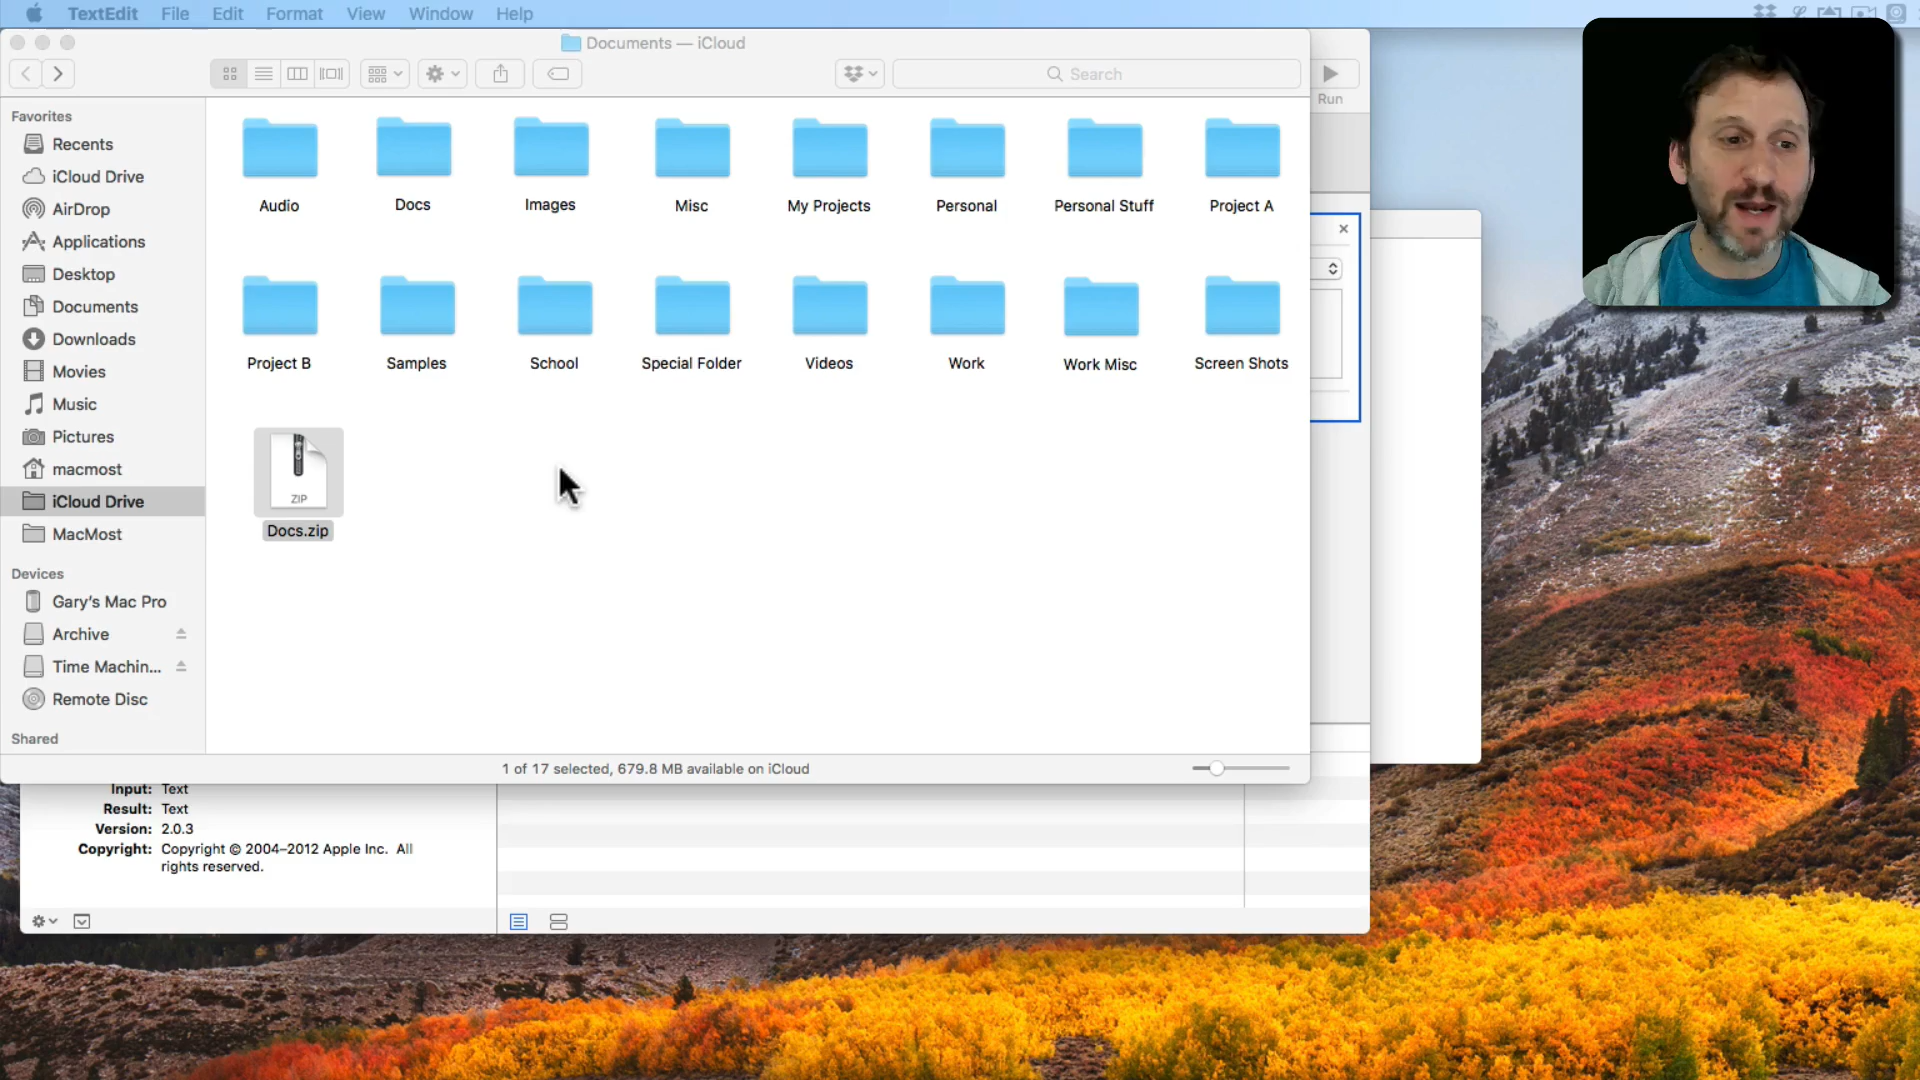 TextEdit File Edit Format View Window Help
Documents — iCloud
Search
Run
Favorites
Recents
iCloud Drive
AirDrop
Applications
Desktop
Documents
Downloads
Movies
Music
Pictures
macmost
iCloud Drive
MacMost
Devices
Gary's Mac Pro
Archive
Time Machin...
Remote Disc
Shared
Audio Docs Images Misc My Projects Personal Personal Stuff Project A
Project B Samples School Special Folder Videos Work Work Misc Screen Shots
ZIP
Docs.zip
1 of 17 selected, 679.8 MB available on iCloud
Input: Text
Result: Text
Version: 2.0.3
Copyright: Copyright © 2004–2012 Apple Inc. All
rights reserved.